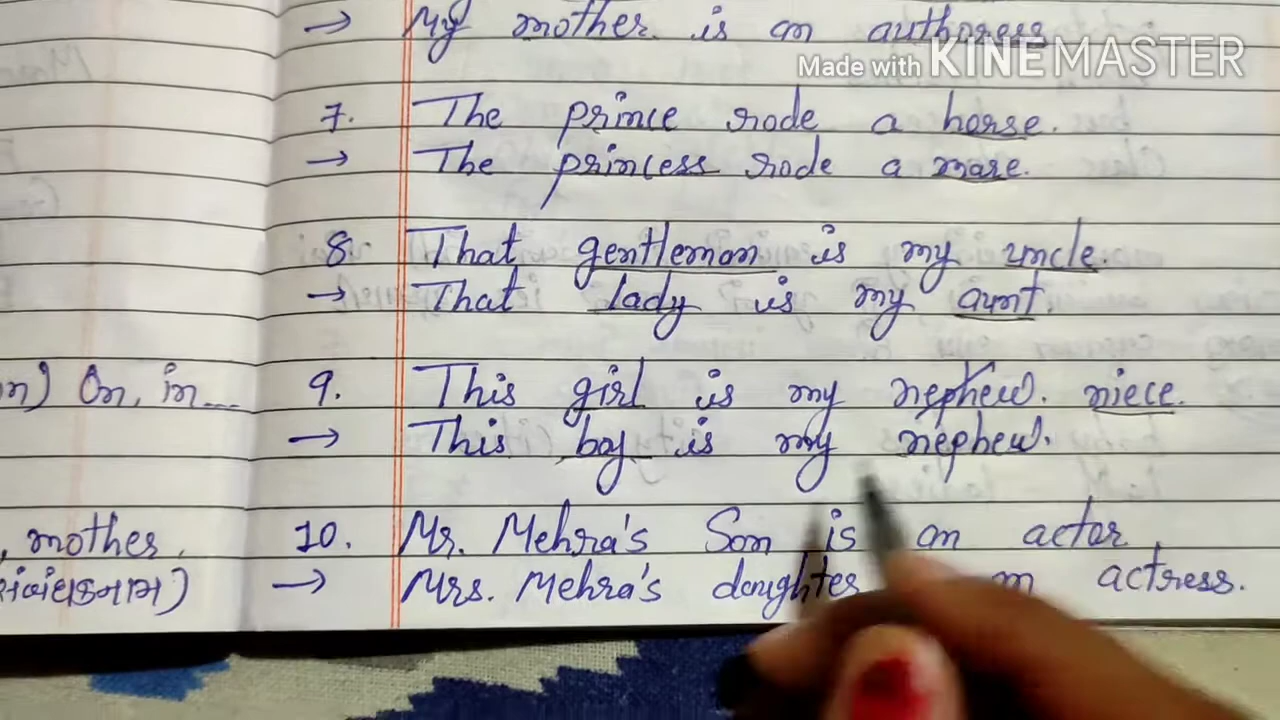 → My mother is an authoress
Made with KINEMASTER
7. The prince rode a horse.
→ The princess rode a mare.
8. That gentleman is my uncle.
→ That lady is my aunt.
On, in...
9. This girl is my nephew. niece.
→ This boy is my nephew.
, mother,
10. Mr. Mehra's Son is an actor,
→ Mrs. Mehra's daughter an actress.